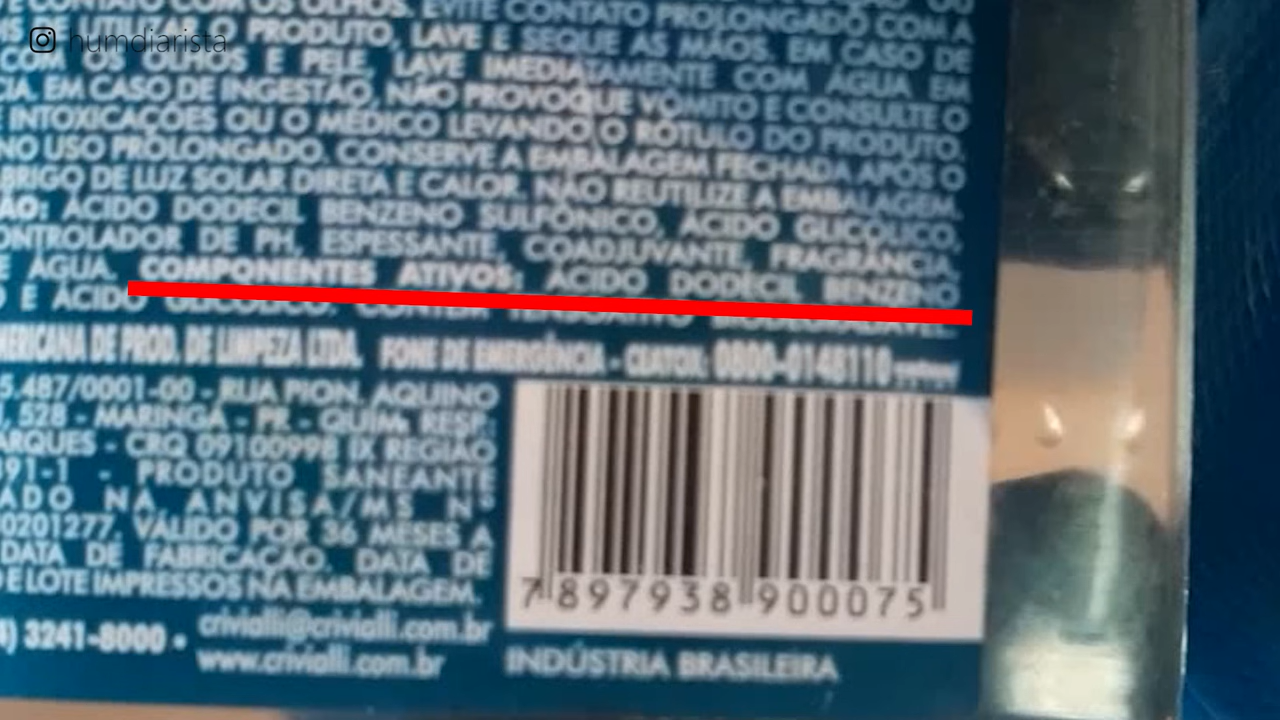 humdiarista
E CONTATO COM OS OLHOS. EVITE CONTATO PROLONGADO COM A
S UTILIZAR O PRODUTO, LAVE E SEQUE AS MÃOS. EM CASO DE
COM OS OLHOS E PELE, LAVE IMEDIATAMENTE COM ÁGUA EM
IA. EM CASO DE INGESTÃO, NÃO PROVOQUE VÔMITO E CONSULTE O
E INTOXICAÇÕES OU O MÉDICO LEVANDO O RÓTULO DO PRODUTO.
NO USO PROLONGADO. CONSERVE A EMBALAGEM FECHADA APÓS O
BRIGO DE LUZ SOLAR DIRETA E CALOR. NÃO REUTILIZE A EMBALAGEM.
ÃO: ÁCIDO DODECIL BENZENO SULFÔNICO, ÁCIDO GLICÓLICO,
ONTROLADOR DE PH, ESPESSANTE, COADJUVANTE, FRAGRÂNCIA,
E ÁGUA. COMPONENTES ATIVOS: ÁCIDO DODECIL BENZENO
O E ÁCIDO GLICÓLICO. CONTÉM TENSOATIVO BIODEGRADÁVEL.
ERICANA DE PROD. DE LIMPEZA LTDA. FONE DE EMERGÊNCIA - CEATOX: 0800-0148110
5.487/0001-00 - RUA PION. AQUINO
, 528 - MARINGÁ - PR - QUÍM. RESP.
ARQUES - CRQ 09100998 IX REGIÃO
91-1 - PRODUTO SANEANTE
ADO NA ANVISA/MS Nº
0201277. VÁLIDO POR 36 MESES A
DATA DE FABRICAÇÃO. DATA DE
O E LOTE IMPRESSOS NA EMBALAGEM.
4) 3241-8000 • crivialli@crivialli.com.br
www.crivialli.com.br
7 897938 900075
INDÚSTRIA BRASILEIRA